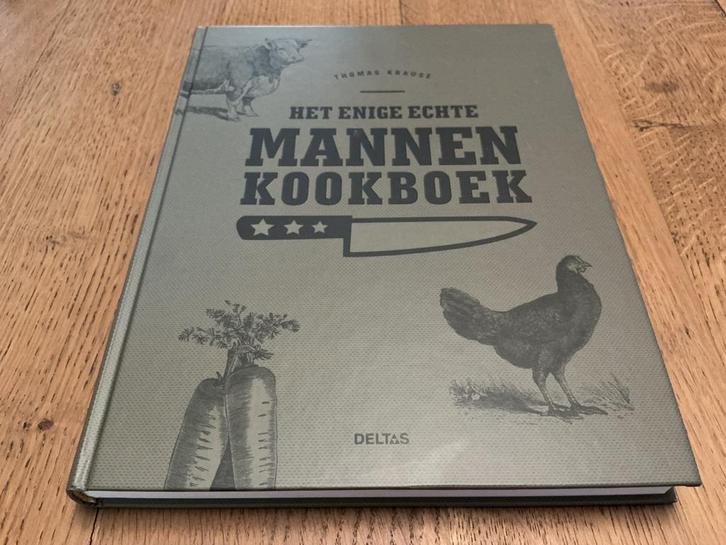 THOMAS KRAUSE
HET ENIGE ECHTE
MANNEN
KOOKBOEK
DELTAS